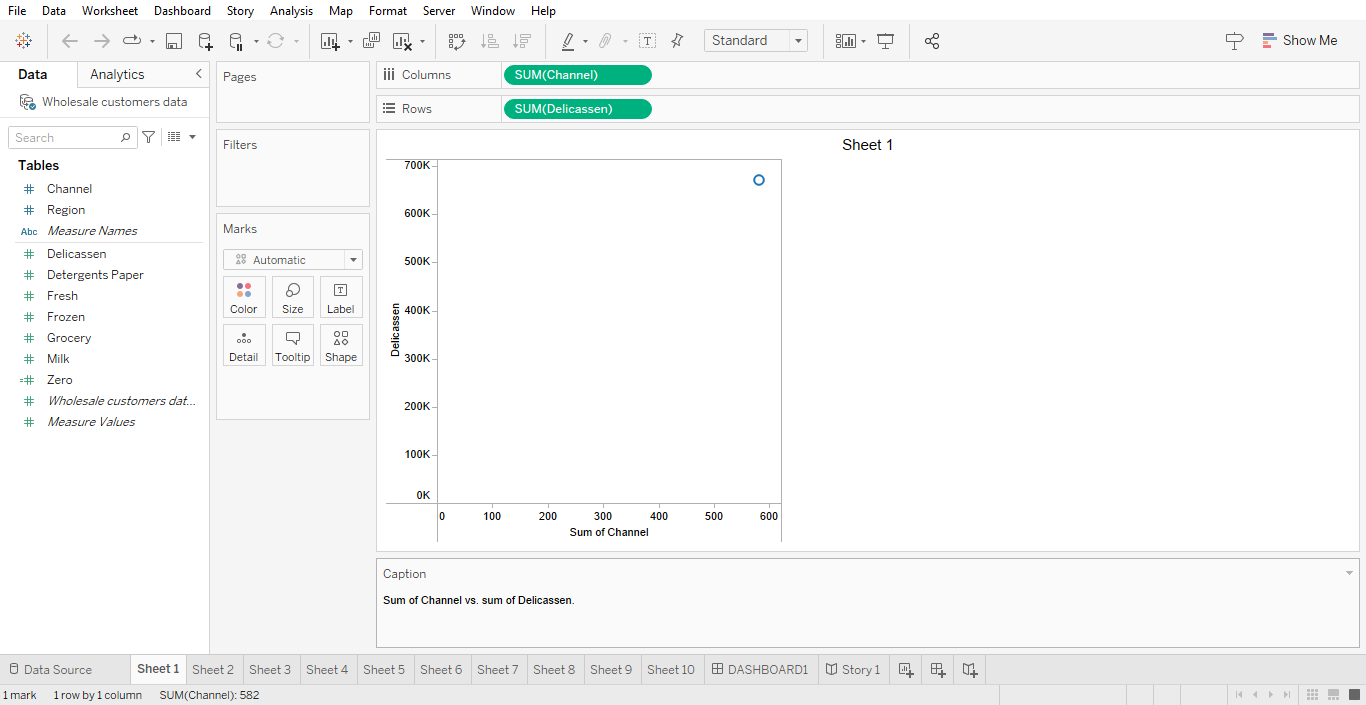 File Data Worksheet Dashboard Story Analysis Map Format Server Window Help
Standard
Show Me
Data Analytics
Wholesale customers data
Search
Tables
# Channel
# Region
Abc Measure Names
# Delicassen
# Detergents Paper
# Fresh
# Frozen
# Grocery
# Milk
=# Zero
# Wholesale customers dat...
# Measure Values
Pages
Filters
Marks
Automatic
Color Size Label
Detail Tooltip Shape
Columns SUM(Channel)
Rows SUM(Delicassen)
Sheet 1
700K
600K
500K
400K
300K
200K
100K
0K
Delicassen
0 100 200 300 400 500 600
Sum of Channel
Caption
Sum of Channel vs. sum of Delicassen.
Data Source Sheet 1 Sheet 2 Sheet 3 Sheet 4 Sheet 5 Sheet 6 Sheet 7 Sheet 8 Sheet 9 Sheet 10 DASHBOARD1 Story 1
1 mark 1 row by 1 column SUM(Channel): 582